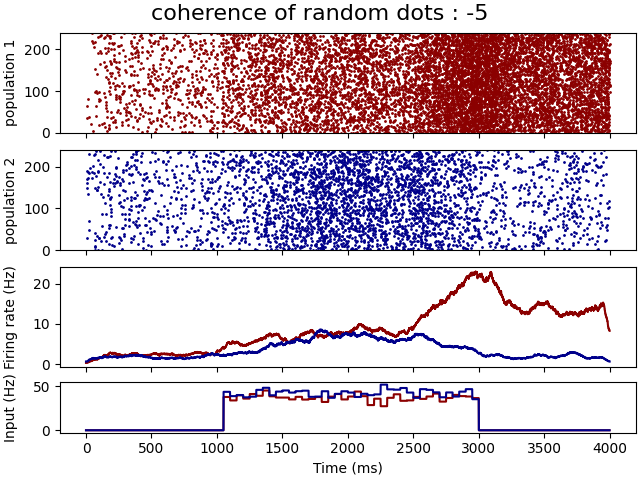 coherence of random dots : -5
population 1
200
100
0
population 2
200
100
0
Firing rate (Hz)
20
10
0
Input (Hz)
50
0
0 500 1000 1500 2000 2500 3000 3500 4000
Time (ms)